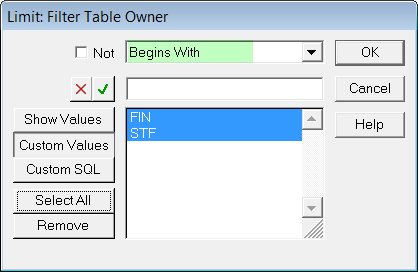 Limit: Filter Table Owner
Not
Begins With
OK
Cancel
Show Values
FIN
Help
STF
Custom Values
Custom SQL
Select All
Remove